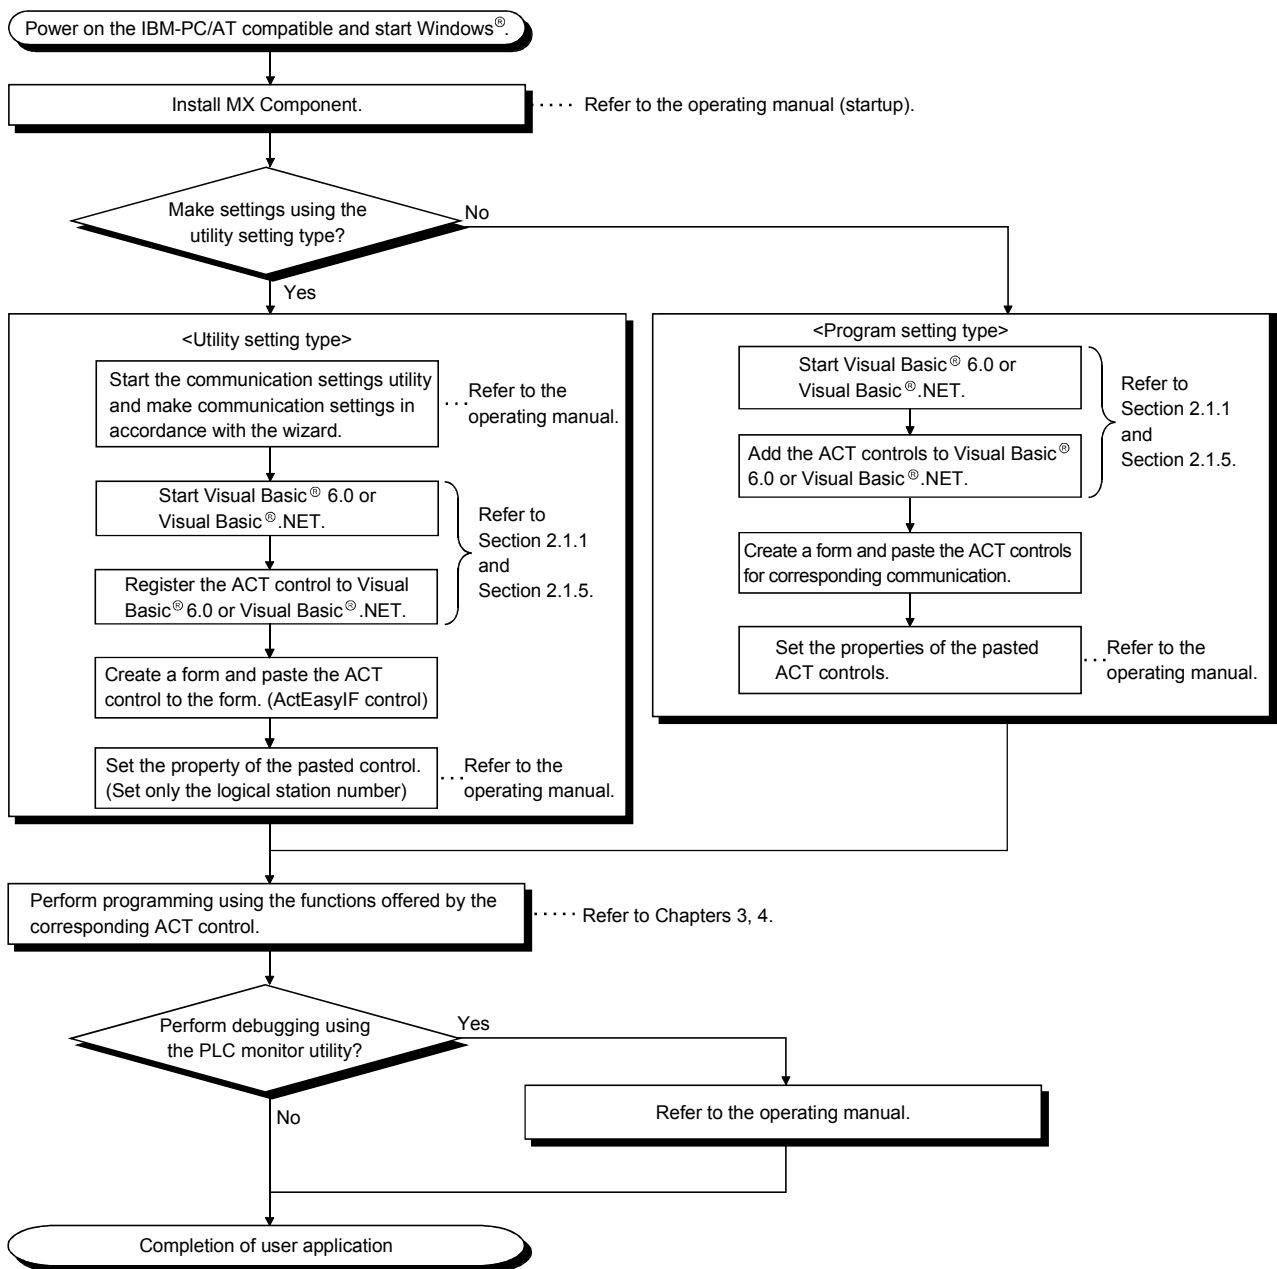 Power on the IBM-PC/AT compatible and start Windows®.
Install MX Component.
· · · · · Refer to the operating manual (startup).
Make settings using the
utility setting type?
No
Yes
<Utility setting type>
Start the communication settings utility
and make communication settings in
accordance with the wizard.
· · · Refer to the
operating manual.
Start Visual Basic® 6.0 or
Visual Basic®.NET.
Register the ACT control to Visual
Basic® 6.0 or Visual Basic®.NET.
Refer to
Section 2.1.1
and
Section 2.1.5.
Create a form and paste the ACT
control to the form. (ActEasyIF control)
Set the property of the pasted control.
(Set only the logical station number)
· · · Refer to the
operating manual.
<Program setting type>
Start Visual Basic® 6.0 or
Visual Basic®.NET.
Add the ACT controls to Visual Basic®
6.0 or Visual Basic®.NET.
Refer to
Section 2.1.1
and
Section 2.1.5.
Create a form and paste the ACT controls
for corresponding communication.
Set the properties of the pasted
ACT controls.
· · · Refer to the
operating manual.
Perform programming using the functions offered by the
corresponding ACT control.
· · · · · Refer to Chapters 3, 4.
Perform debugging using
the PLC monitor utility?
Yes
No
Refer to the operating manual.
Completion of user application